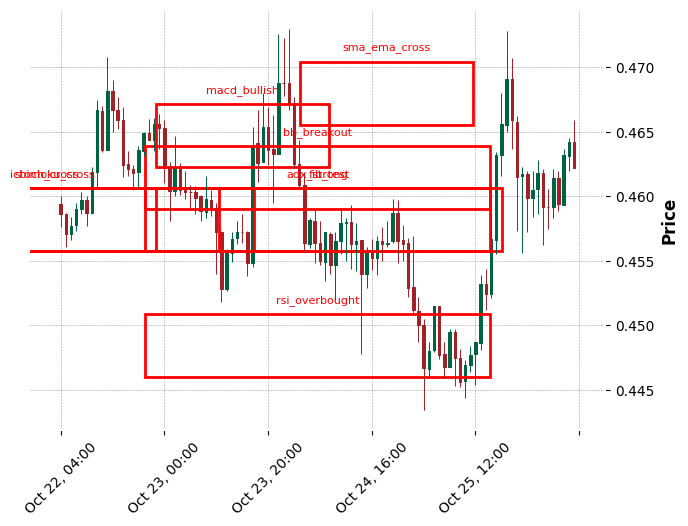 sma_ema_cross
0.470
macd_bullish
bb_breakout
0.465
adx_strong
0.460
Price
0.455
rsi_overbought
0.450
0.445
Oct 22, 04:00
Oct 23, 00:00
Oct 23, 20:00
Oct 24, 16:00
Oct 25, 12:00